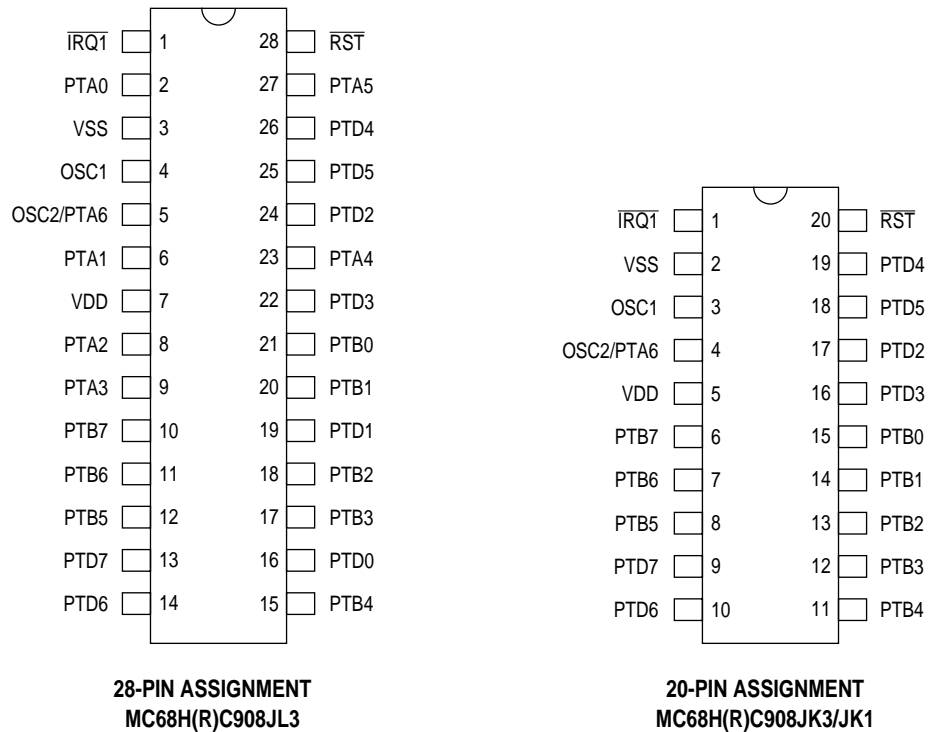 IRQ1 1 28 RST
PTA0 2 27 PTA5
VSS 3 26 PTD4
OSC1 4 25 PTD5
OSC2/PTA6 5 24 PTD2
PTA1 6 23 PTA4
VDD 7 22 PTD3
PTA2 8 21 PTB0
PTA3 9 20 PTB1
PTB7 10 19 PTD1
PTB6 11 18 PTB2
PTB5 12 17 PTB3
PTD7 13 16 PTD0
PTD6 14 15 PTB4
28-PIN ASSIGNMENT
MC68H(R)C908JL3
IRQ1 1 20 RST
VSS 2 19 PTD4
OSC1 3 18 PTD5
OSC2/PTA6 4 17 PTD2
VDD 5 16 PTD3
PTB7 6 15 PTB0
PTB6 7 14 PTB1
PTB5 8 13 PTB2
PTD7 9 12 PTB3
PTD6 10 11 PTB4
20-PIN ASSIGNMENT
MC68H(R)C908JK3/JK1